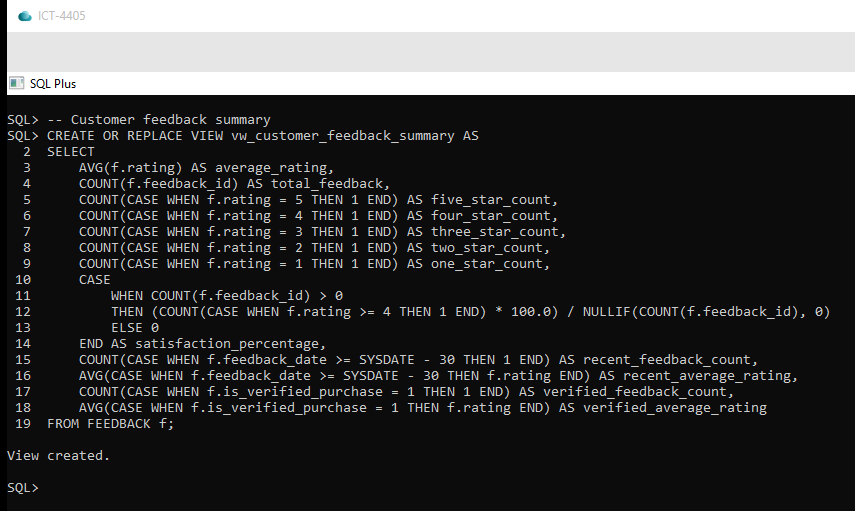 ICT-4405
SQL Plus
SQL> -- Customer feedback summary
SQL> CREATE OR REPLACE VIEW vw_customer_feedback_summary AS
  2  SELECT
  3      AVG(f.rating) AS average_rating,
  4      COUNT(f.feedback_id) AS total_feedback,
  5      COUNT(CASE WHEN f.rating = 5 THEN 1 END) AS five_star_count,
  6      COUNT(CASE WHEN f.rating = 4 THEN 1 END) AS four_star_count,
  7      COUNT(CASE WHEN f.rating = 3 THEN 1 END) AS three_star_count,
  8      COUNT(CASE WHEN f.rating = 2 THEN 1 END) AS two_star_count,
  9      COUNT(CASE WHEN f.rating = 1 THEN 1 END) AS one_star_count,
 10      CASE
 11          WHEN COUNT(f.feedback_id) > 0
 12          THEN (COUNT(CASE WHEN f.rating >= 4 THEN 1 END) * 100.0) / NULLIF(COUNT(f.feedback_id), 0)
 13          ELSE 0
 14      END AS satisfaction_percentage,
 15      COUNT(CASE WHEN f.feedback_date >= SYSDATE - 30 THEN 1 END) AS recent_feedback_count,
 16      AVG(CASE WHEN f.feedback_date >= SYSDATE - 30 THEN f.rating END) AS recent_average_rating,
 17      COUNT(CASE WHEN f.is_verified_purchase = 1 THEN 1 END) AS verified_feedback_count,
 18      AVG(CASE WHEN f.is_verified_purchase = 1 THEN f.rating END) AS verified_average_rating
 19  FROM FEEDBACK f;
View created.
SQL>